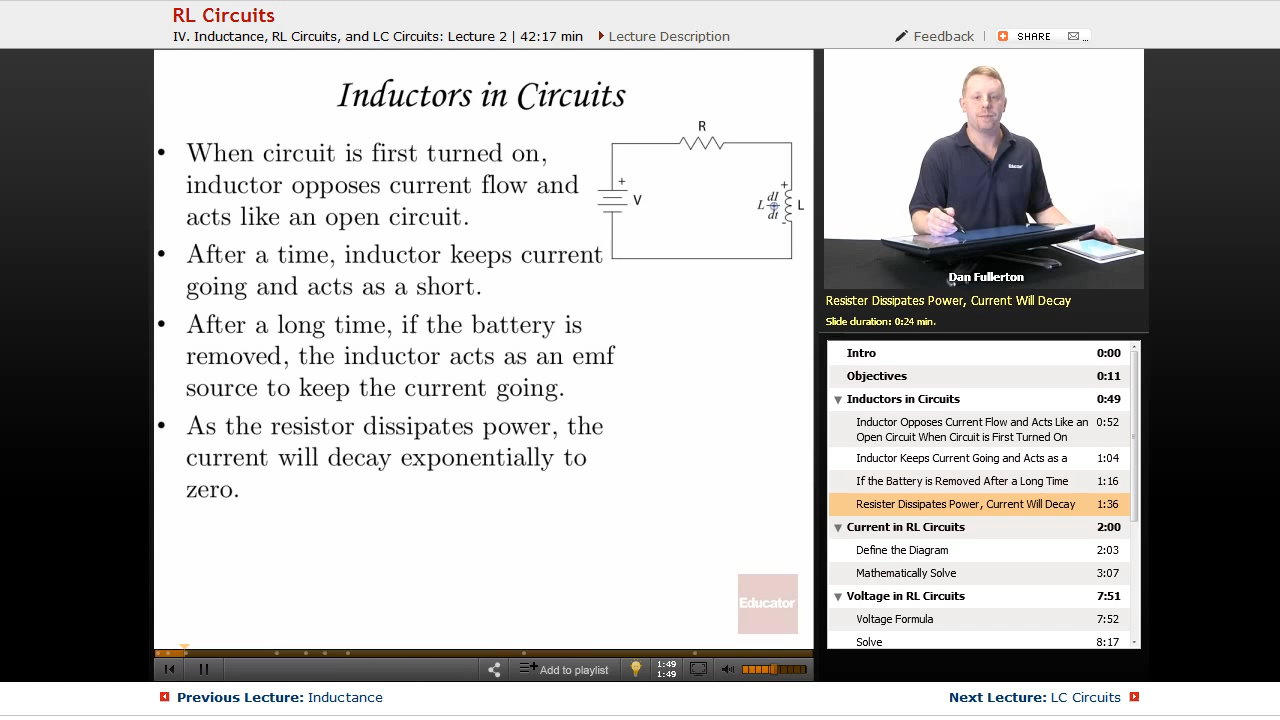 RL Circuits
IV. Inductance, RL Circuits, and LC Circuits: Lecture 2 | 42:17 min
Lecture Description
Feedback
SHARE
Inductors in Circuits
• When circuit is first turned on,
inductor opposes current flow and
acts like an open circuit.
• After a time, inductor keeps current
going and acts as a short.
• After a long time, if the battery is
removed, the inductor acts as an emf
source to keep the current going.
• As the resistor dissipates power, the
current will decay exponentially to
zero.
R
+
V
+
L dI/dt
L
-
Educator
Dan Fullerton
Resister Dissipates Power, Current Will Decay
Slide duration: 0:24 min.
Intro 0:00
Objectives 0:11
Inductors in Circuits 0:49
Inductor Opposes Current Flow and Acts Like an 0:52
Open Circuit When Circuit is First Turned On
Inductor Keeps Current Going and Acts as a 1:04
If the Battery is Removed After a Long Time 1:16
Resister Dissipates Power, Current Will Decay 1:36
Current in RL Circuits 2:00
Define the Diagram 2:03
Mathematically Solve 3:07
Voltage in RL Circuits 7:51
Voltage Formula 7:52
Solve 8:17
Add to playlist
1:49
1:49
Previous Lecture: Inductance
Next Lecture: LC Circuits